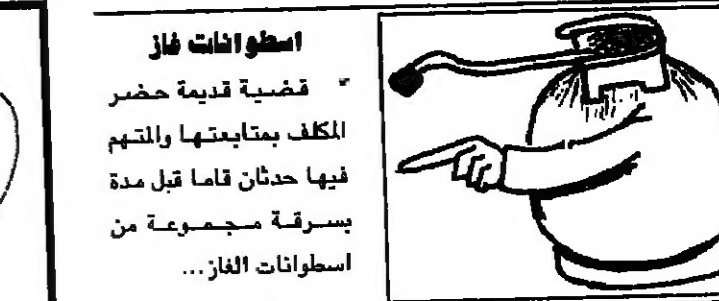 اسطوانات غاز
" قضية قديمة حضر
المكلف بمتابعتها والمتهم
فيها حدثان قاما قبل مدة
بسرقة مجموعة من
اسطوانات الغاز...